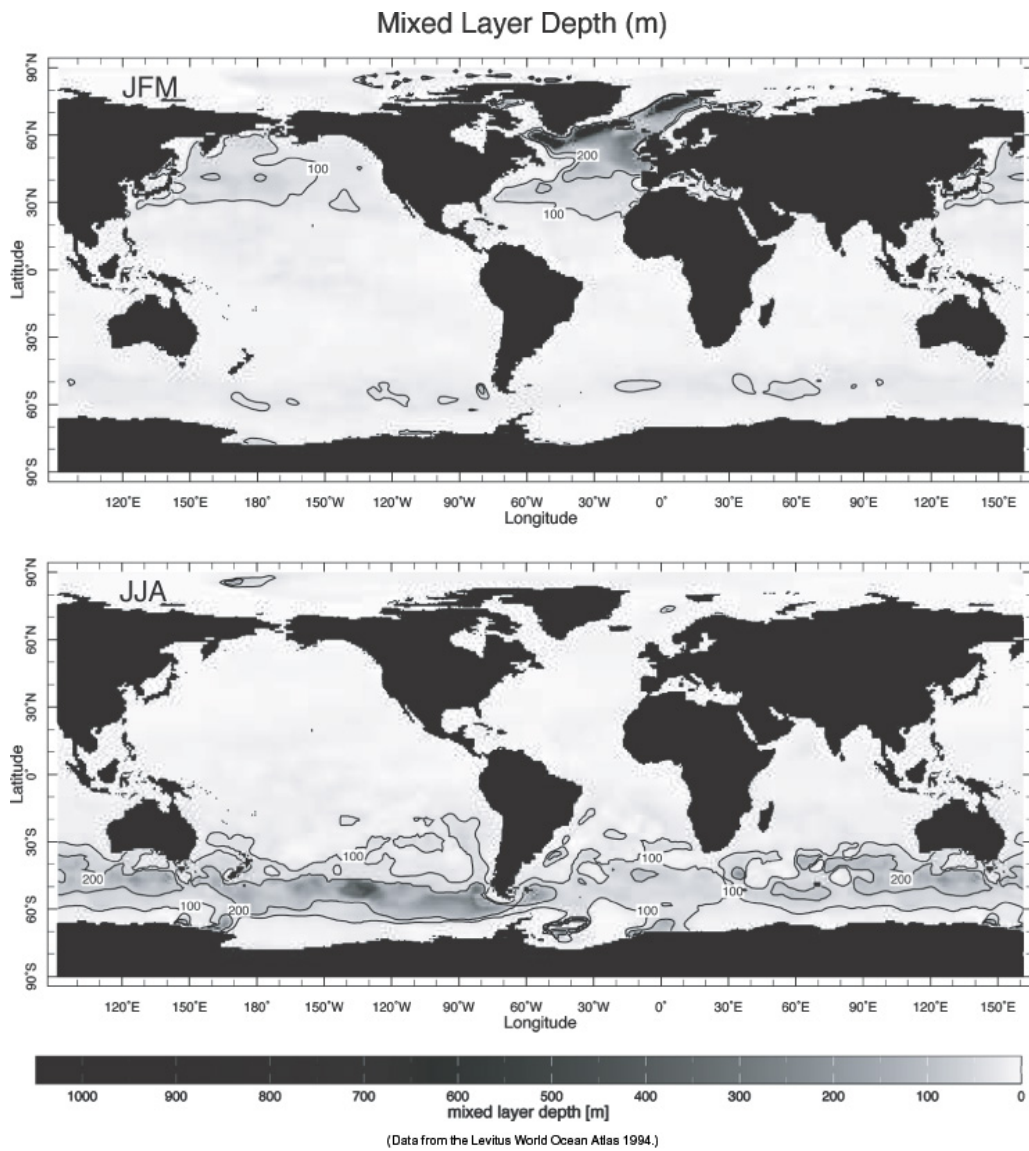 Mixed Layer Depth (m)
JFM
90°N
60°N
30°N
0°
30°S
60°S
90°S
Latitude
100
200
100
120°E 150°E 180° 150°W 120°W 90°W 60°W 30°W 0° 30°E 60°E 90°E 120°E 150°E
Longitude
JJA
90°N
60°N
30°N
0°
30°S
60°S
90°S
Latitude
100
100
200
100
200
100
200
100
120°E 150°E 180° 150°W 120°W 90°W 60°W 30°W 0° 30°E 60°E 90°E 120°E 150°E
Longitude
1000 900 800 700 600 500 400 300 200 100 0
mixed layer depth [m]
(Data from the Levitus World Ocean Atlas 1994.)